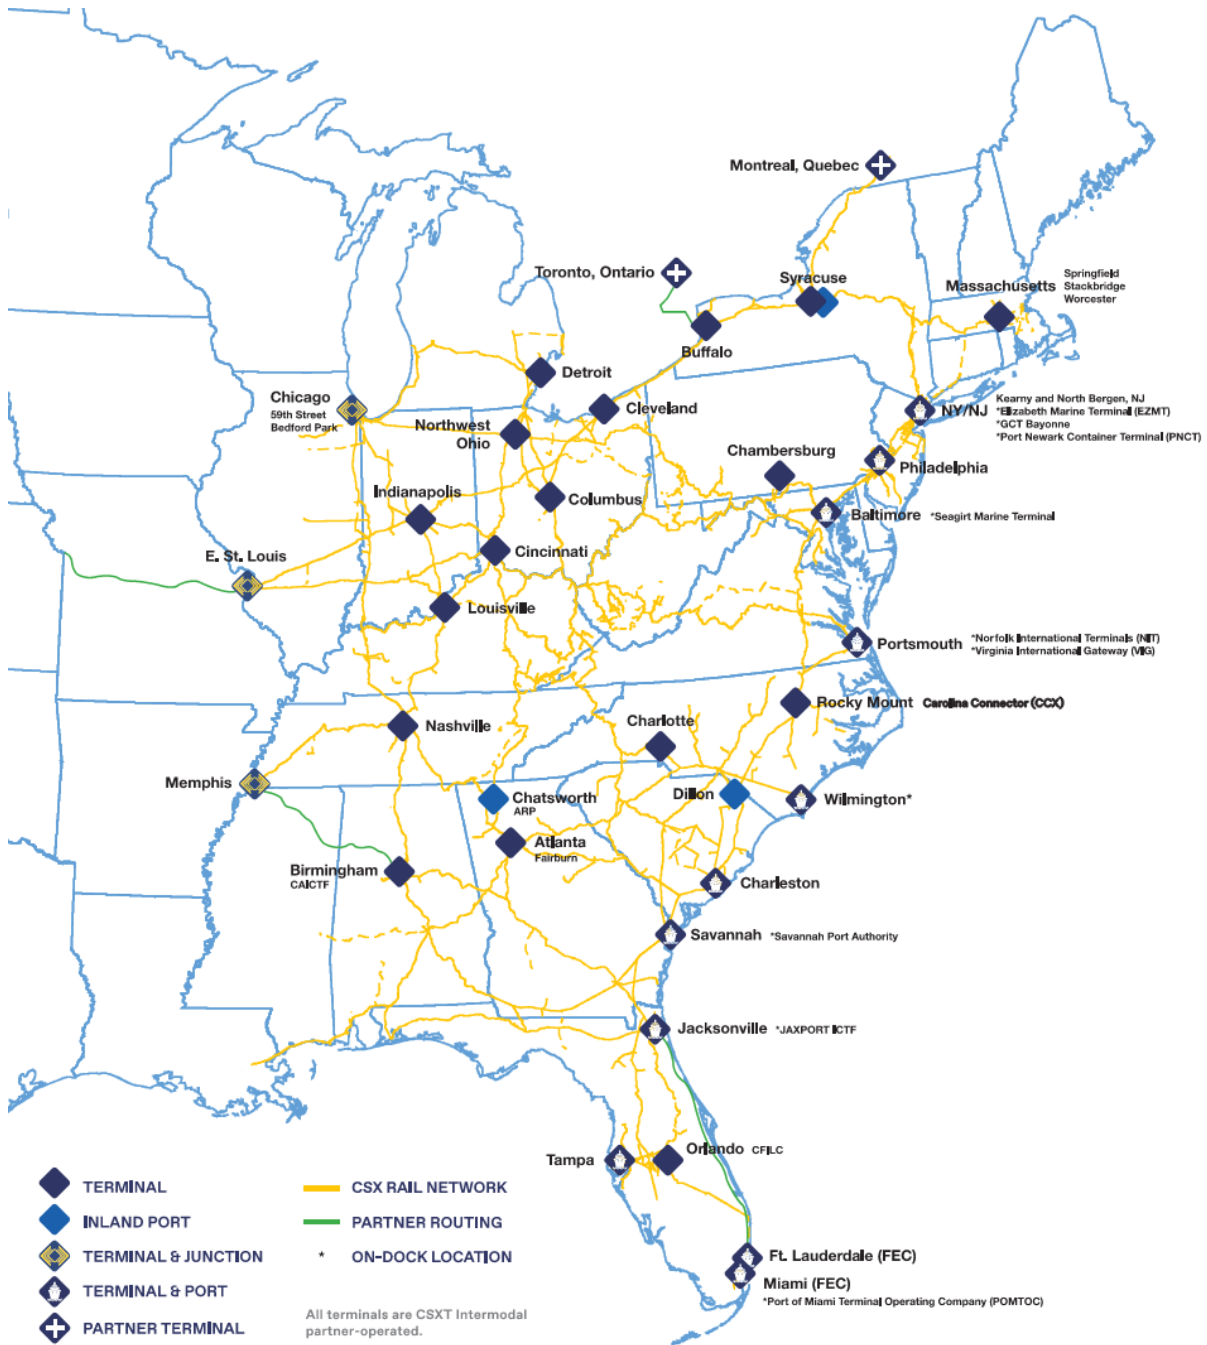 Montreal, Quebec
Toronto, Ontario
Syracuse
Massachusetts
Springfield
Stackbridge
Worcester
Buffalo
Detroit
Chicago
59th Street
Bedford Park
Cleveland
NY/NJ
Kearny and North Bergen, NJ
*Elizabeth Marine Terminal (EZMT)
*GCT Bayonne
*Port Newark Container Terminal (PNCT)
Northwest
Ohio
Chambersburg
Philadelphia
Indianapolis
Columbus
Baltimore *Seagirt Marine Terminal
E. St. Louis
Cincinnati
Louisville
Portsmouth
*Norfolk International Terminals (NIT)
*Virginia International Gateway (VIG)
Rocky Mount Carolina Connector (CCX)
Nashville
Charlotte
Memphis
Chatsworth
ARP
Dillon
Wilmington*
Atlanta
Fairburn
Birmingham
CAICTF
Charleston
Savannah *Savannah Port Authority
Jacksonville *JAXPORT ICTF
Tampa
Orlando CFILC
Ft. Lauderdale (FEC)
Miami (FEC)
*Port of Miami Terminal Operating Company (POMTOC)
TERMINAL
INLAND PORT
TERMINAL & JUNCTION
TERMINAL & PORT
PARTNER TERMINAL
CSX RAIL NETWORK
PARTNER ROUTING
* ON-DOCK LOCATION
All terminals are CSXT Intermodal
partner-operated.